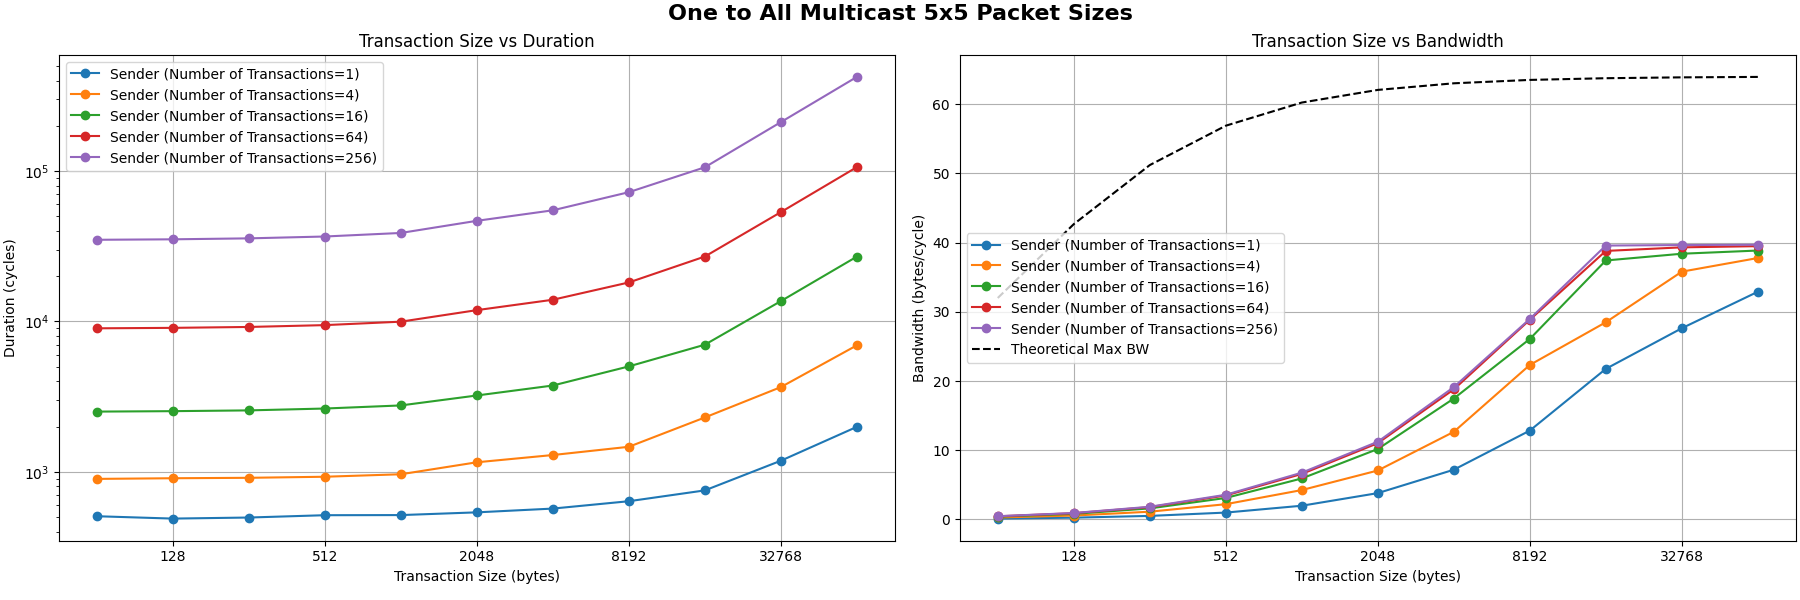 One to All Multicast 5x5 Packet Sizes
Transaction Size vs Duration
Sender (Number of Transactions=1)
Sender (Number of Transactions=4)
Sender (Number of Transactions=16)
Sender (Number of Transactions=64)
Sender (Number of Transactions=256)
Duration (cycles)
10^5
10^4
10^3
128 512 2048 8192 32768
Transaction Size (bytes)
Transaction Size vs Bandwidth
Sender (Number of Transactions=1)
Sender (Number of Transactions=4)
Sender (Number of Transactions=16)
Sender (Number of Transactions=64)
Sender (Number of Transactions=256)
Theoretical Max BW
Bandwidth (bytes/cycle)
60
50
40
30
20
10
0
128 512 2048 8192 32768
Transaction Size (bytes)